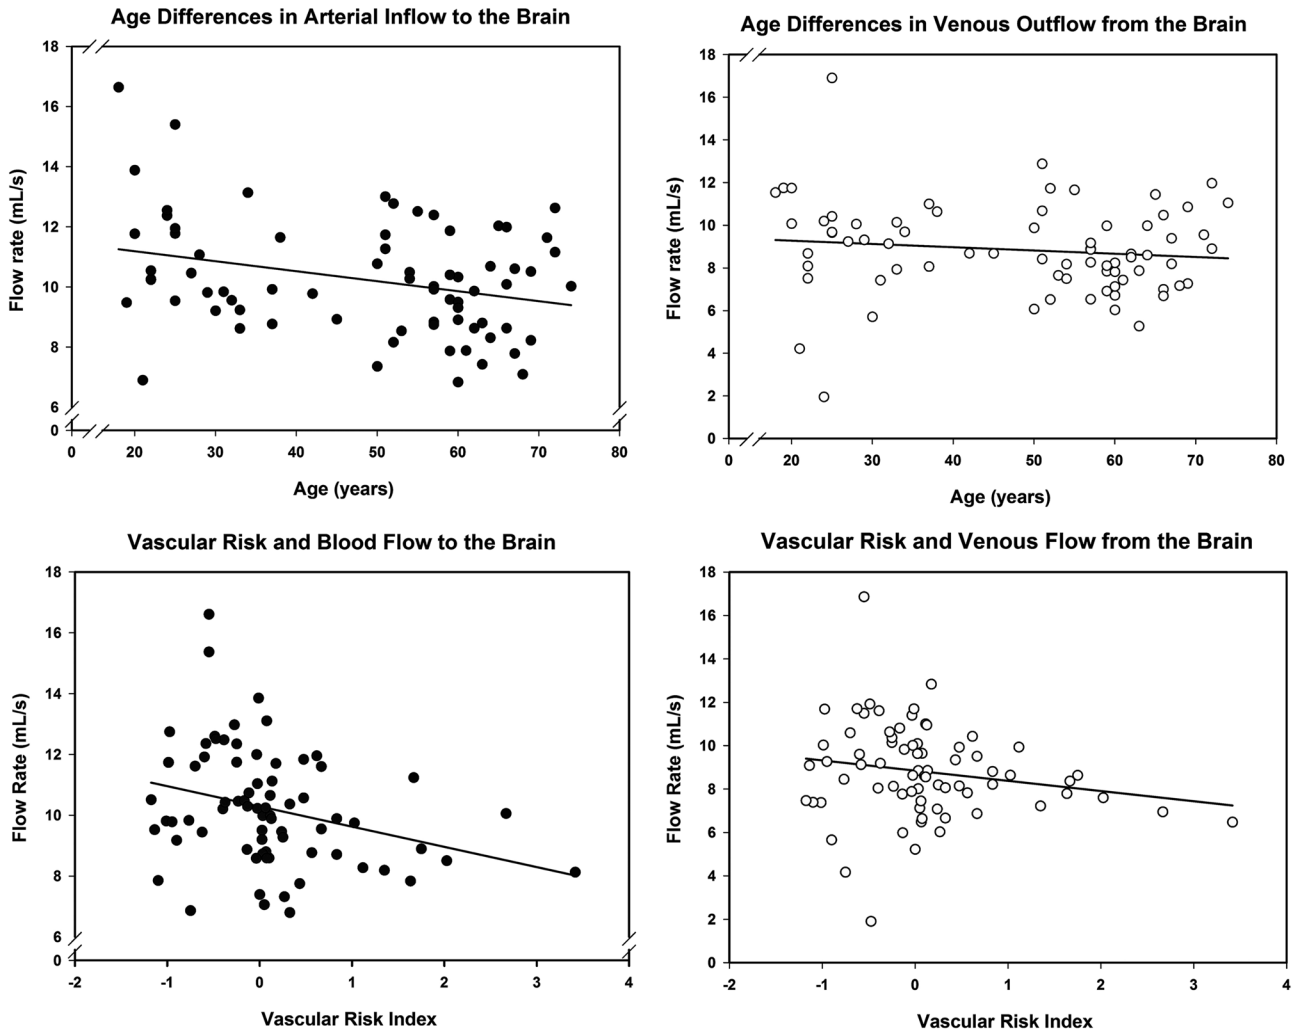 Age Differences in Arterial Inflow to the Brain
18
16
14
12
10
8
6
0
Flow rate (mL/s)
0 20 30 40 50 60 70 80
Age (years)
Age Differences in Venous Outflow from the Brain
18
16
14
12
10
8
6
4
2
0
Flow rate (mL/s)
0 20 30 40 50 60 70 80
Age (years)
Vascular Risk and Blood Flow to the Brain
18
16
14
12
10
8
6
0
Flow Rate (mL/s)
-2 -1 0 1 2 3 4
Vascular Risk Index
Vascular Risk and Venous Flow from the Brain
18
16
14
12
10
8
6
4
2
0
Flow Rate (mL/s)
-2 -1 0 1 2 3 4
Vascular Risk Index